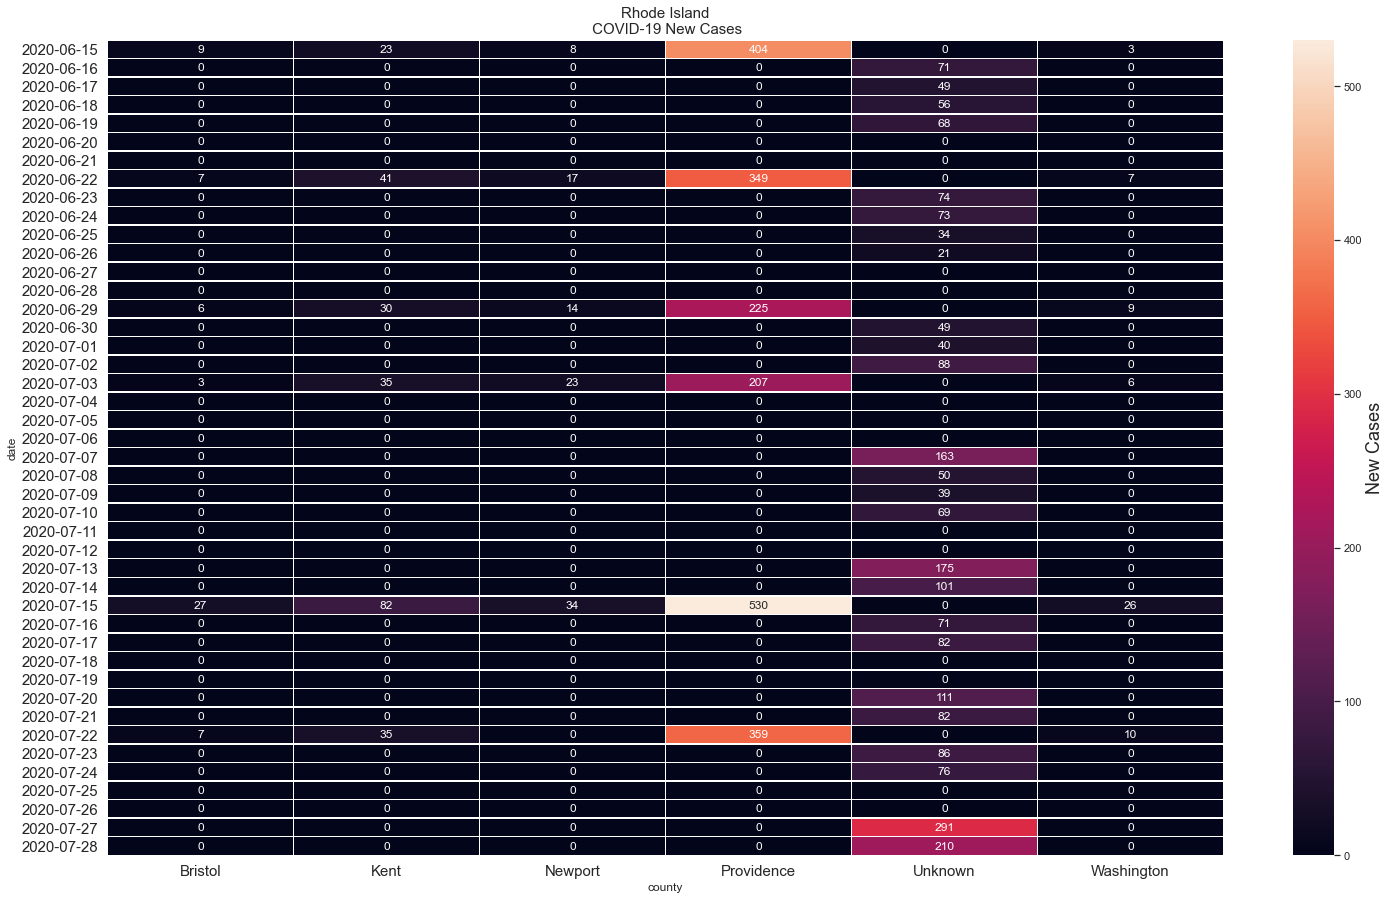 Rhode Island
COVID-19 New Cases
2020-06-15 9 23 8 404 0 3
2020-06-16 0 0 0 0 71 0
2020-06-17 0 0 0 0 49 0
2020-06-18 0 0 0 0 56 0
2020-06-19 0 0 0 0 68 0
2020-06-20 0 0 0 0 0 0
2020-06-21 0 0 0 0 0 0
2020-06-22 7 41 17 349 0 7
2020-06-23 0 0 0 0 74 0
2020-06-24 0 0 0 0 73 0
2020-06-25 0 0 0 0 34 0
2020-06-26 0 0 0 0 21 0
2020-06-27 0 0 0 0 0 0
2020-06-28 0 0 0 0 0 0
2020-06-29 6 30 14 225 0 9
2020-06-30 0 0 0 0 49 0
2020-07-01 0 0 0 0 40 0
2020-07-02 0 0 0 0 88 0
2020-07-03 3 35 23 207 0 6
2020-07-04 0 0 0 0 0 0
2020-07-05 0 0 0 0 0 0
2020-07-06 0 0 0 0 0 0
2020-07-07 0 0 0 0 163 0
2020-07-08 0 0 0 0 50 0
2020-07-09 0 0 0 0 39 0
2020-07-10 0 0 0 0 69 0
2020-07-11 0 0 0 0 0 0
2020-07-12 0 0 0 0 0 0
2020-07-13 0 0 0 0 175 0
2020-07-14 0 0 0 0 101 0
2020-07-15 27 82 34 530 0 26
2020-07-16 0 0 0 0 71 0
2020-07-17 0 0 0 0 82 0
2020-07-18 0 0 0 0 0 0
2020-07-19 0 0 0 0 0 0
2020-07-20 0 0 0 0 111 0
2020-07-21 0 0 0 0 82 0
2020-07-22 7 35 0 359 0 10
2020-07-23 0 0 0 0 86 0
2020-07-24 0 0 0 0 76 0
2020-07-25 0 0 0 0 0 0
2020-07-26 0 0 0 0 0 0
2020-07-27 0 0 0 0 291 0
2020-07-28 0 0 0 0 210 0
Bristol Kent Newport Providence Unknown Washington
county
date
500
400
300
200
100
0
New Cases